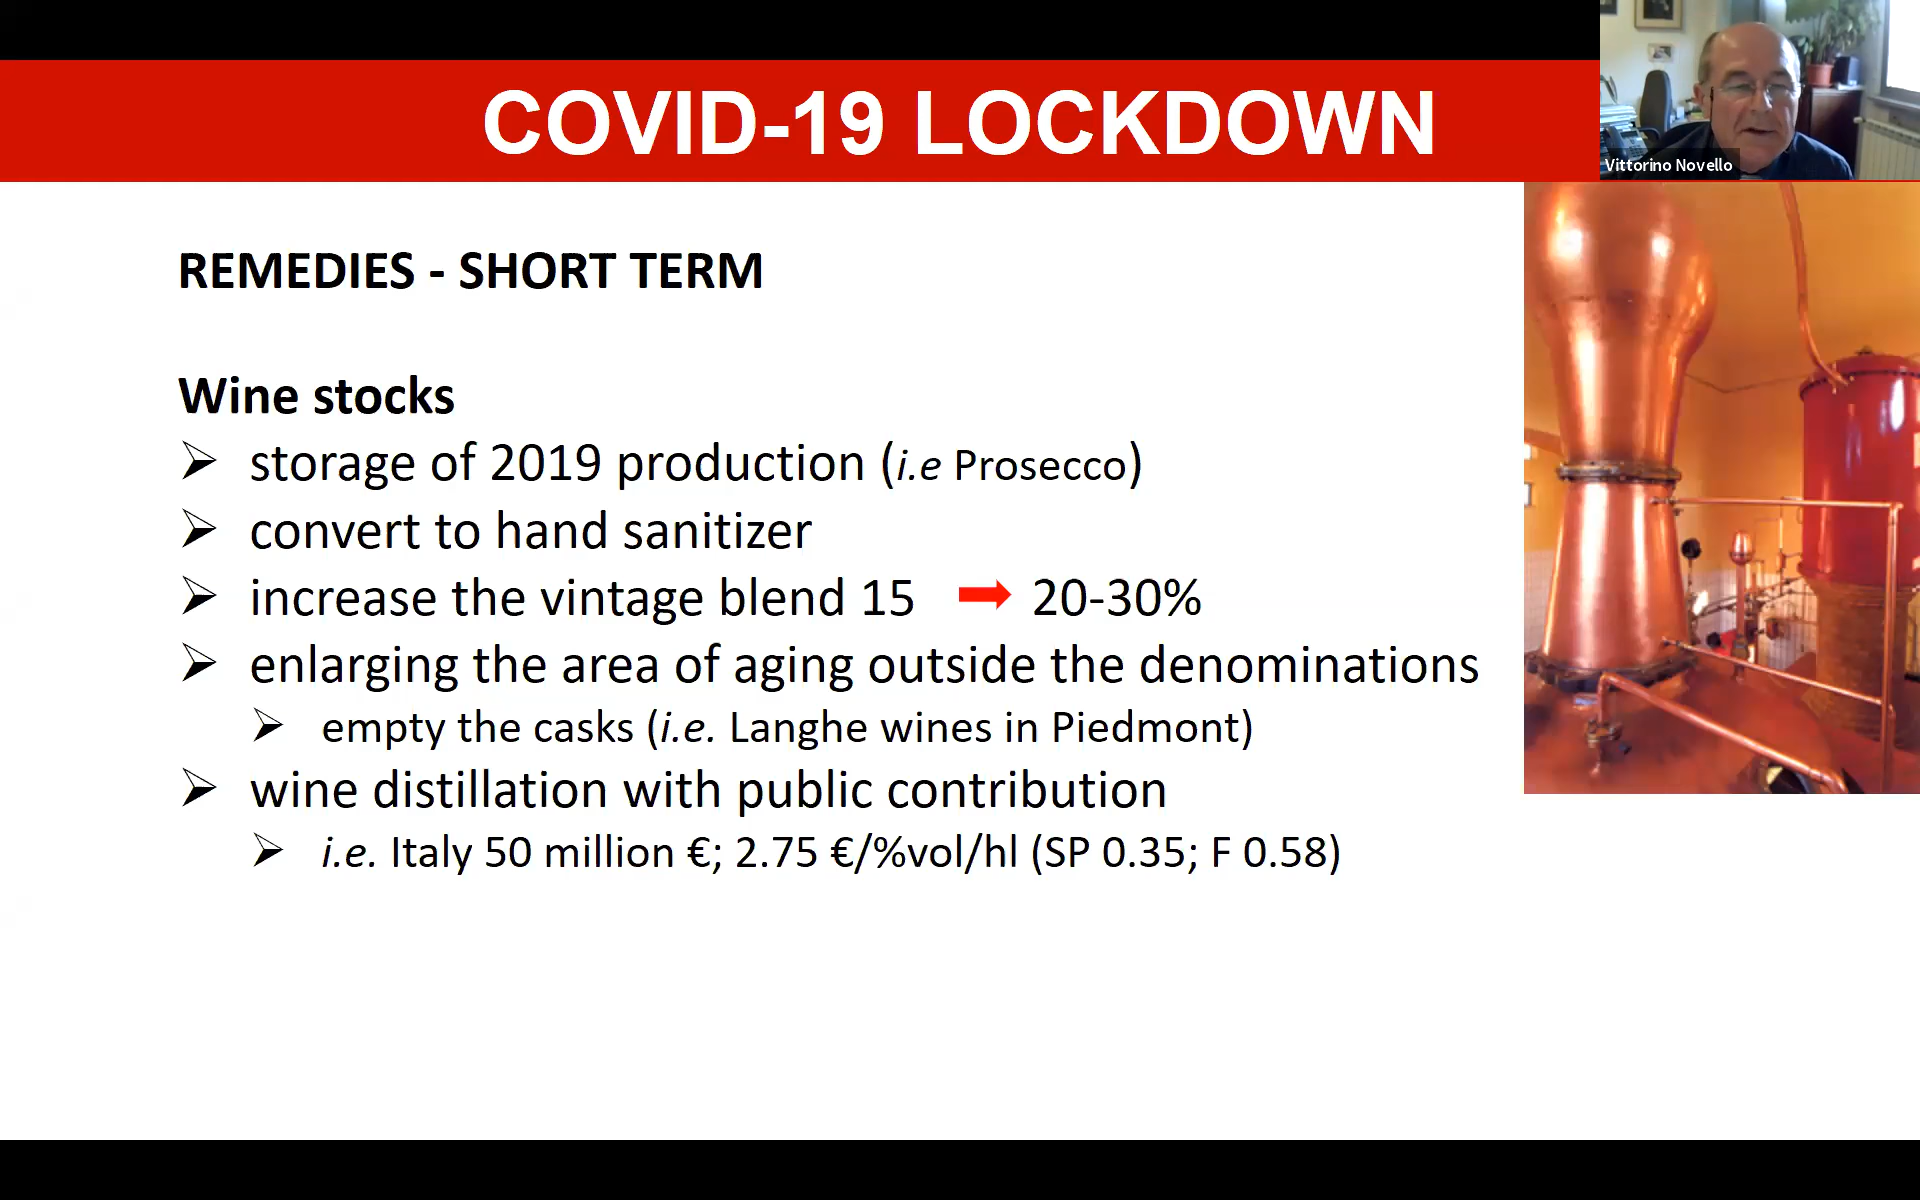 COVID-19 LOCKDOWN
Vittorino Novello
REMEDIES - SHORT TERM
Wine stocks
➢ storage of 2019 production (i.e Prosecco)
➢ convert to hand sanitizer
➢ increase the vintage blend 15 ➡ 20-30%
➢ enlarging the area of aging outside the denominations
➢ empty the casks (i.e. Langhe wines in Piedmont)
➢ wine distillation with public contribution
➢ i.e. Italy 50 million €; 2.75 €/%vol/hl (SP 0.35; F 0.58)